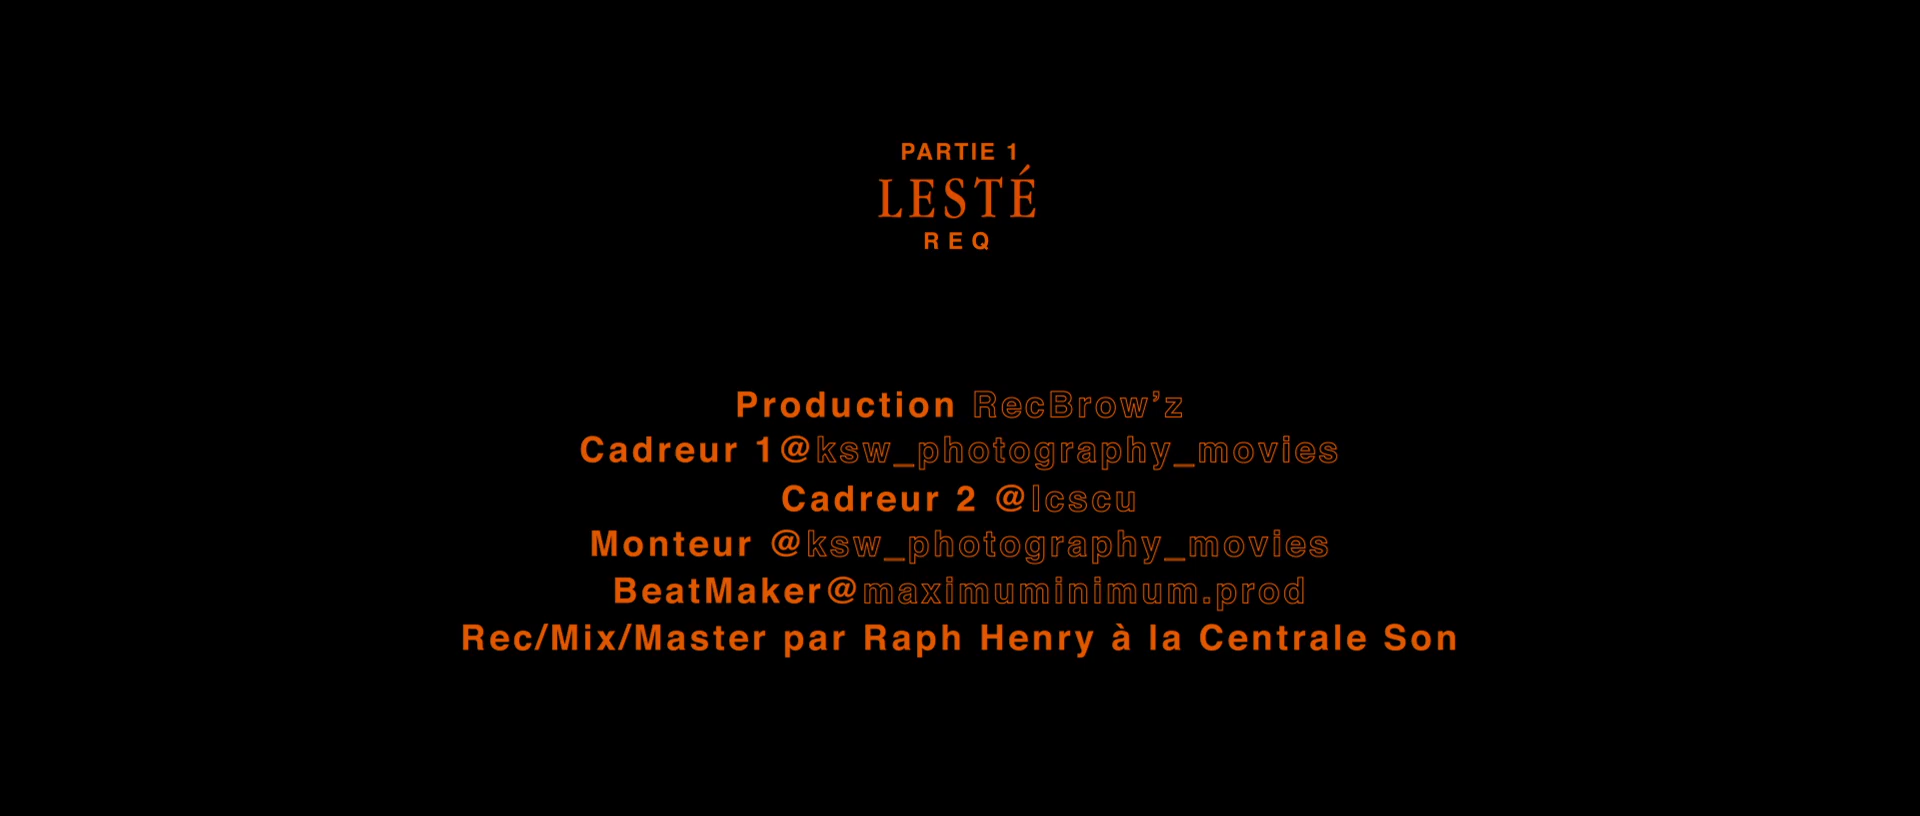 PARTIE 1
LESTÉ
REQ
Production RecBrow’z
Cadreur 1@ksw_photography_movies
Cadreur 2 @lcscu
Monteur @ksw_photography_movies
BeatMaker@maximuminimum.prod
Rec/Mix/Master par Raph Henry à la Centrale Son